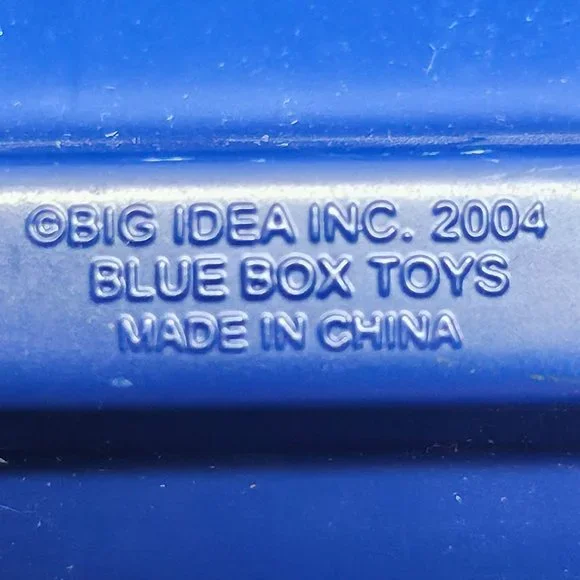 ©BIG IDEA INC. 2004
BLUE BOX TOYS
MADE IN CHINA